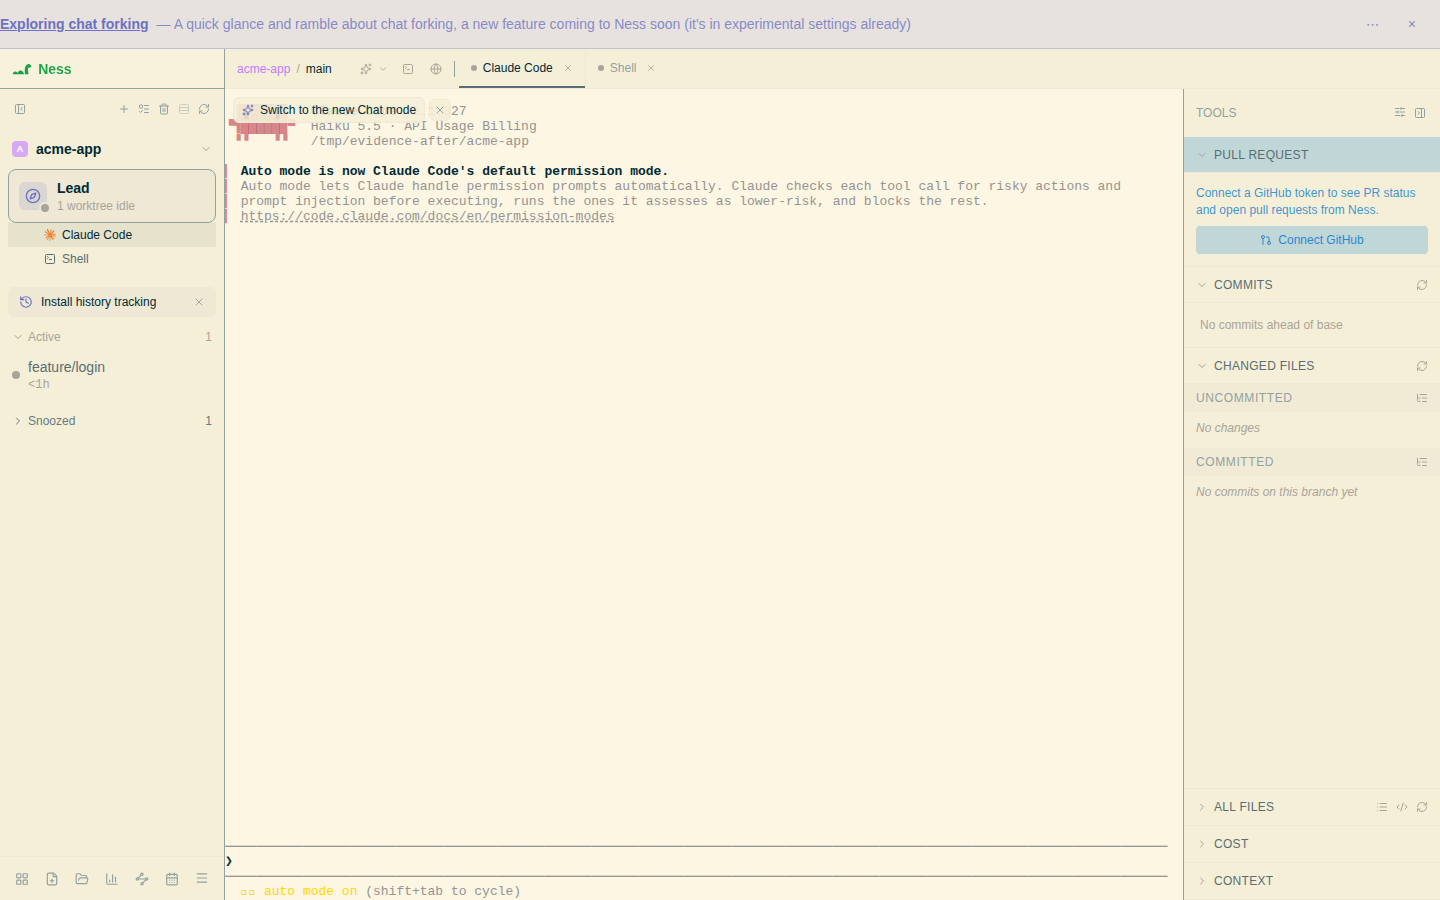 Exploring chat forking — A quick glance and ramble about chat forking, a new feature coming to Ness soon (it's in experimental settings already)
Ness
acme-app / main
Claude Code
Shell
A acme-app
Lead
1 worktree idle
Claude Code
Shell
Install history tracking
Active 1
feature/login
<1h
Snoozed 1
Switch to the new Chat mode
27
Haiku 5.5 · API Usage Billing
/tmp/evidence-after/acme-app
Auto mode is now Claude Code's default permission mode.
Auto mode lets Claude handle permission prompts automatically. Claude checks each tool call for risky actions and
prompt injection before executing, runs the ones it assesses as lower-risk, and blocks the rest.
https://code.claude.com/docs/en/permission-modes
❯
auto mode on (shift+tab to cycle)
TOOLS
PULL REQUEST
Connect a GitHub token to see PR status
and open pull requests from Ness.
Connect GitHub
COMMITS
No commits ahead of base
CHANGED FILES
UNCOMMITTED
No changes
COMMITTED
No commits on this branch yet
ALL FILES
COST
CONTEXT